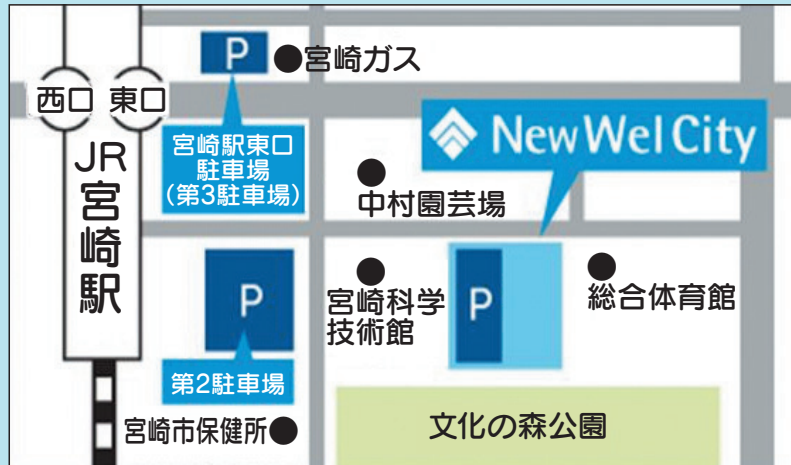 P
宮崎ガス
西口
東口
宮崎駅東口
駐車場
(第3駐車場)
New Wel City
JR
宮崎駅
中村園芸場
P
宮崎科学
技術館
P
総合体育館
第2駐車場
宮崎市保健所
文化の森公園